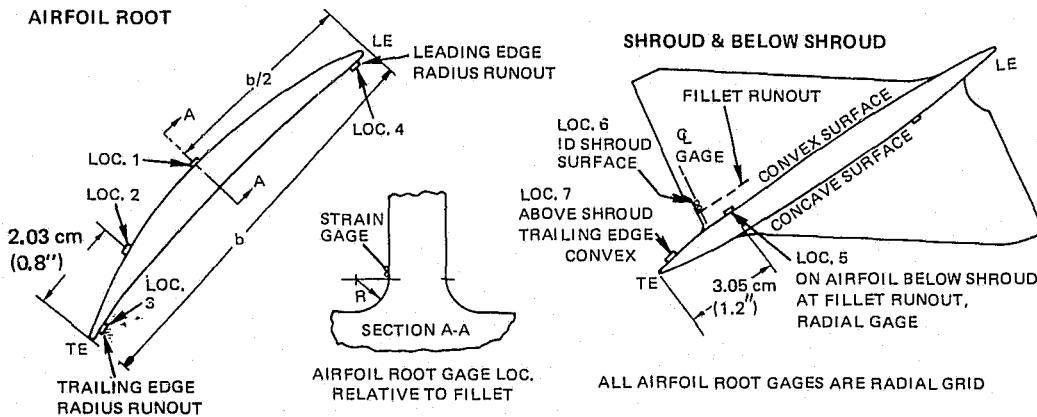 AIRFOIL ROOT
LE
LEADING EDGE
RADIUS RUNOUT
b/2
A
LOC. 4
LOC. 1
A
LOC. 2
b
2.03 cm
(0.8")
LOC.
3
TE
TRAILING EDGE
RADIUS RUNOUT
STRAIN
GAGE
R
SECTION A-A
AIRFOIL ROOT GAGE LOC.
RELATIVE TO FILLET
SHROUD & BELOW SHROUD
LE
FILLET RUNOUT
LOC. 6
ID SHROUD
SURFACE
℄
GAGE
CONVEX SURFACE
CONCAVE SURFACE
LOC. 7
ABOVE SHROUD
TRAILING EDGE
CONVEX
TE
3.05 cm
(1.2")
LOC. 5
ON AIRFOIL BELOW SHROUD
AT FILLET RUNOUT,
RADIAL GAGE
ALL AIRFOIL ROOT GAGES ARE RADIAL GRID